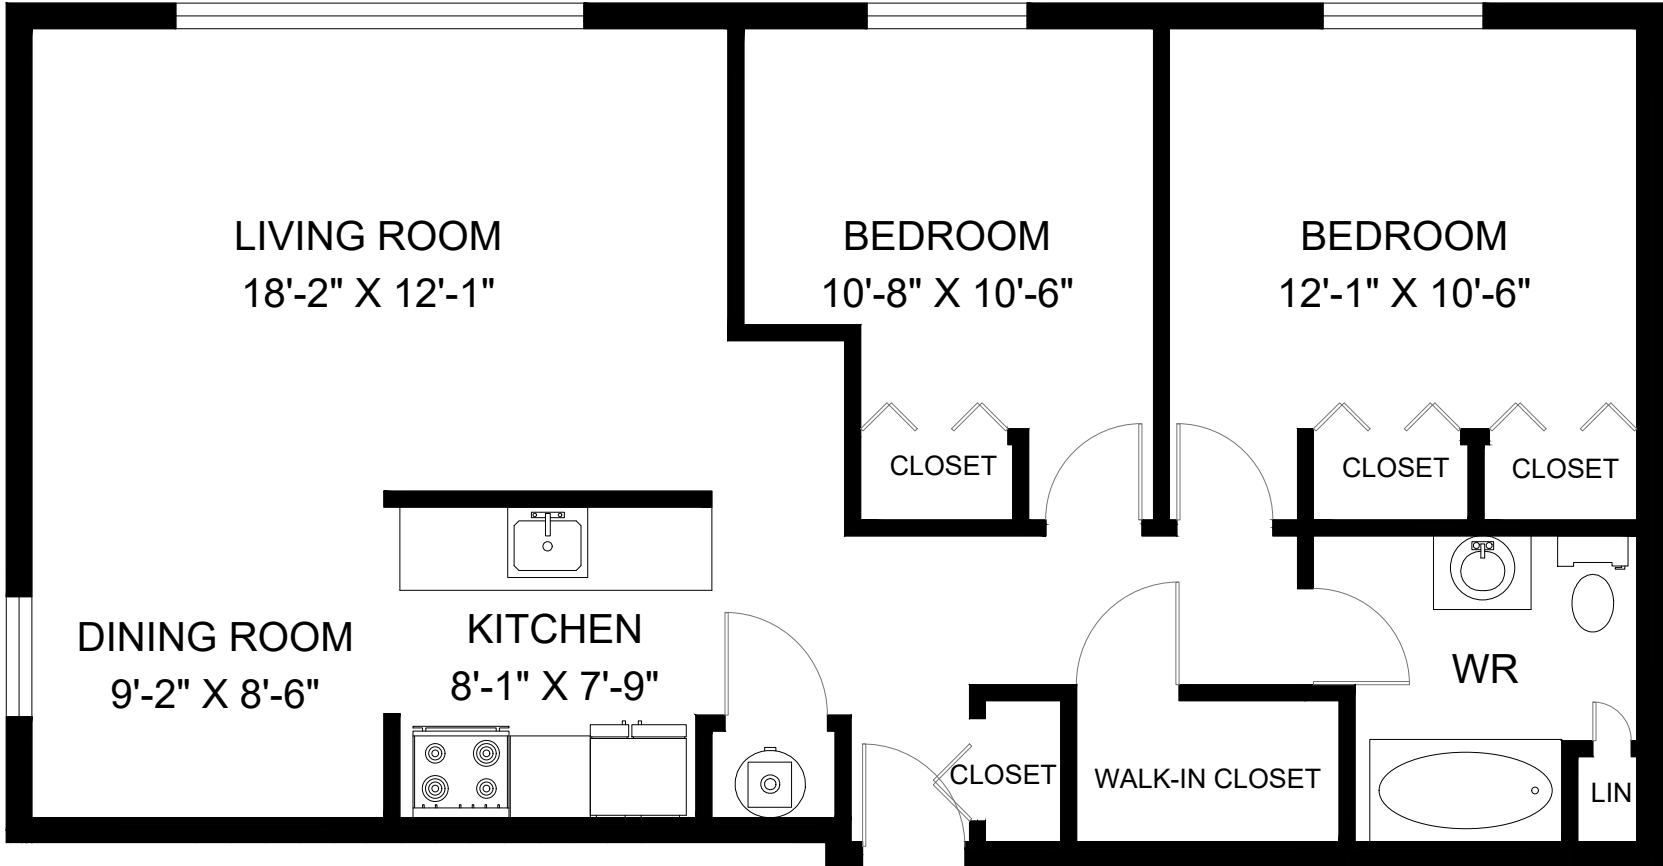 LIVING ROOM
18'-2" X 12'-1"
BEDROOM
10'-8" X 10'-6"
BEDROOM
12'-1" X 10'-6"
CLOSET
CLOSET
CLOSET
DINING ROOM
9'-2" X 8'-6"
KITCHEN
8'-1" X 7'-9"
WR
CLOSET
WALK-IN CLOSET
LIN